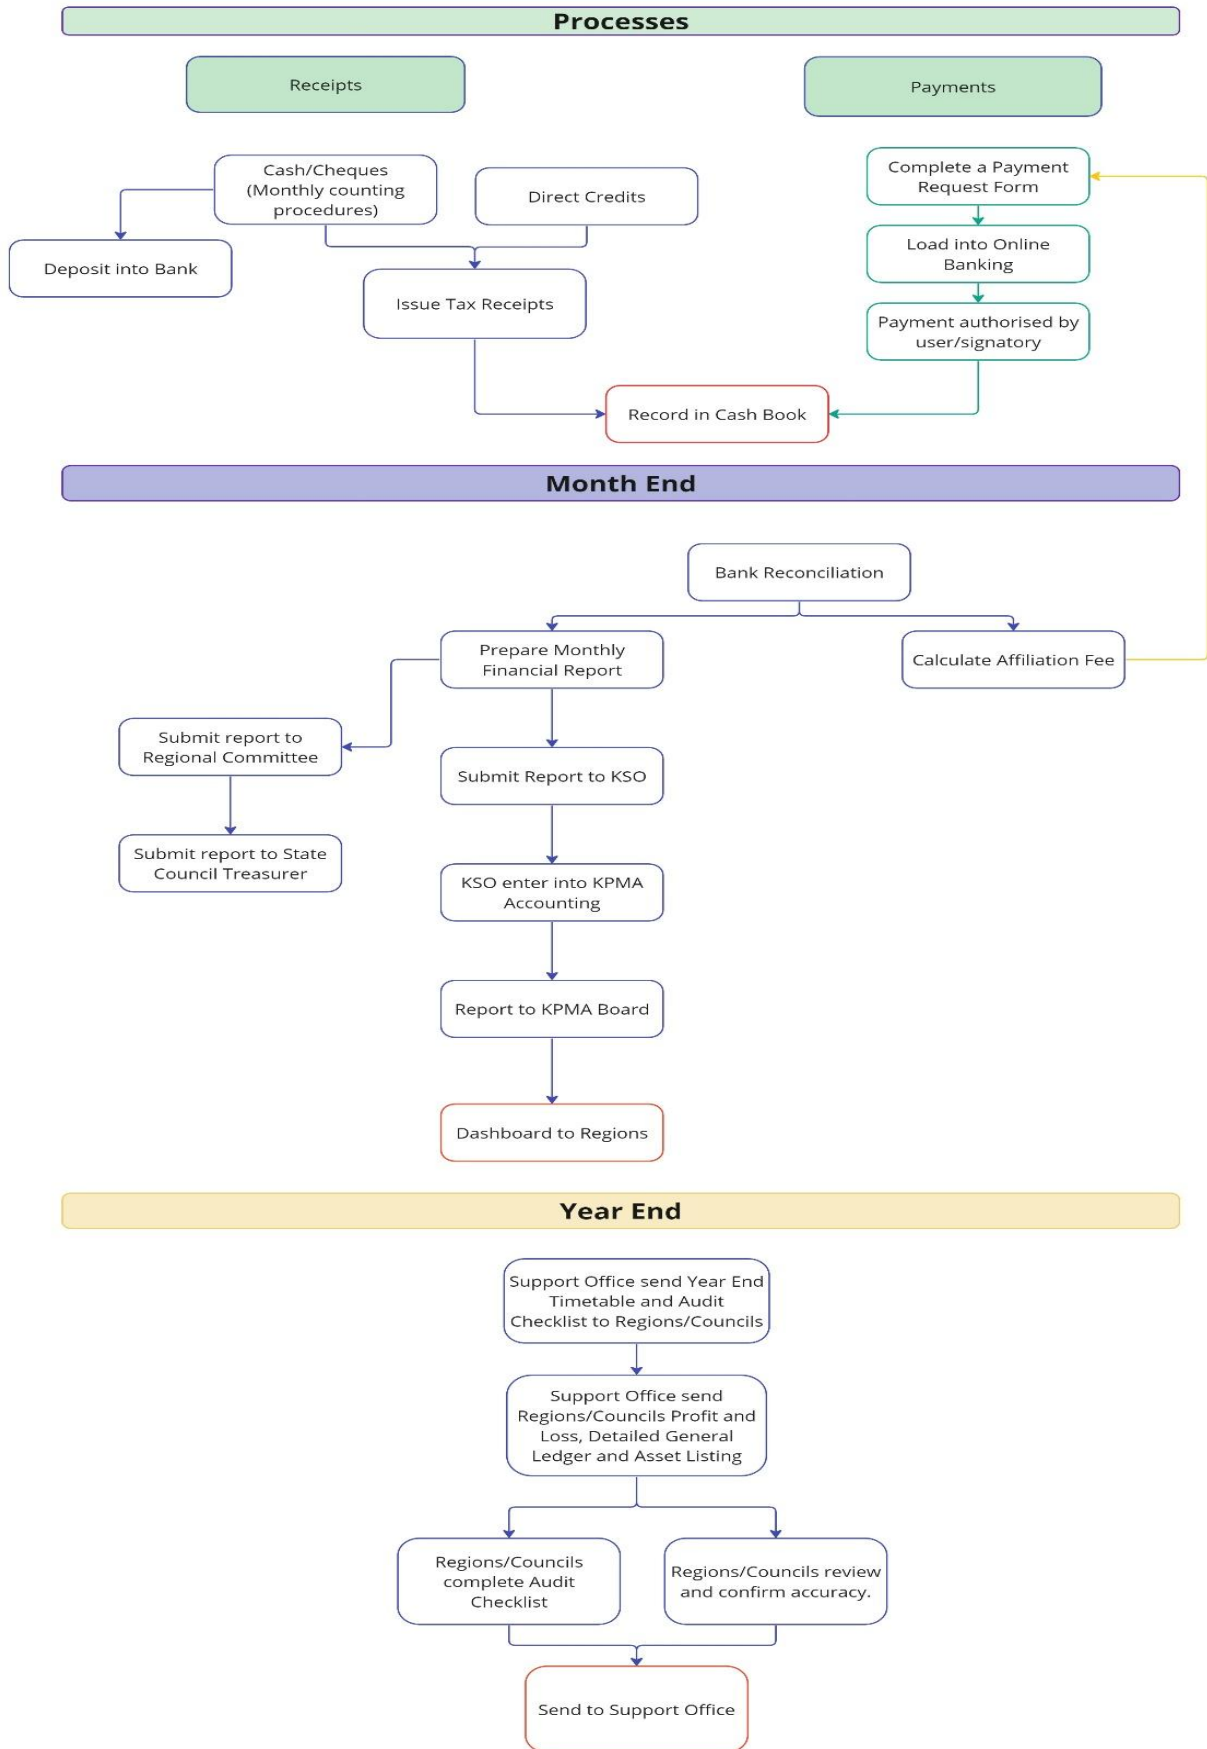 Processes
Receipts
Payments
Cash/Cheques
(Monthly counting
procedures)
Direct Credits
Complete a Payment
Request Form
Deposit into Bank
Load into Online
Banking
Issue Tax Receipts
Payment authorised by
user/signatory
Record in Cash Book
Month End
Bank Reconciliation
Prepare Monthly
Financial Report
Calculate Affiliation Fee
Submit report to
Regional Committee
Submit Report to KSO
Submit report to State
Council Treasurer
KSO enter into KPMA
Accounting
Report to KPMA Board
Dashboard to Regions
Year End
Support Office send Year End
Timetable and Audit
Checklist to Regions/Councils
Support Office send
Regions/Councils Profit and
Loss, Detailed General
Ledger and Asset Listing
Regions/Councils
complete Audit
Checklist
Regions/Councils review
and confirm accuracy.
Send to Support Office